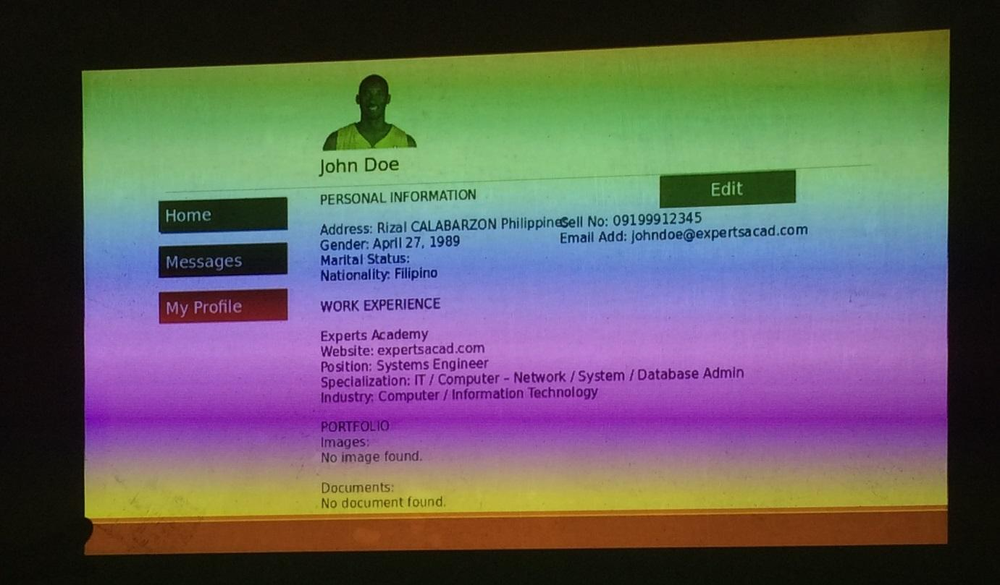 John Doe
Edit
PERSONAL INFORMATION
Home
Address: Rizal CALABARZON Philippines
Cell No: 09199912345
Gender: April 27, 1989
Email Add: johndoe@expertsacad.com
Messages
Marital Status:
Nationality: Filipino
My Profile
WORK EXPERIENCE
Experts Academy
Website: expertsacad.com
Position: Systems Engineer
Specialization: IT / Computer - Network / System / Database Admin
Industry: Computer / Information Technology
PORTFOLIO
Images:
No image found.
Documents:
No document found.